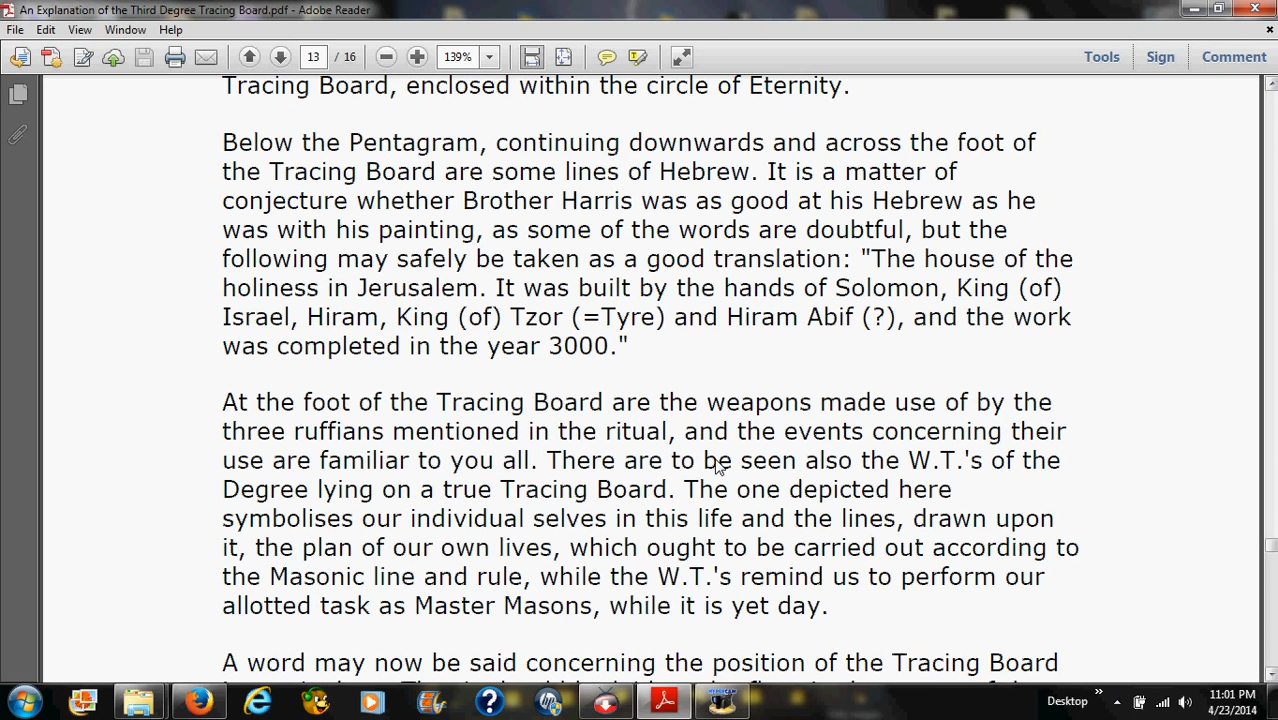 An Explanation of the Third Degree Tracing Board.pdf - Adobe Reader
File Edit View Window Help
13 / 16 139% Tools Sign Comment
Tracing Board, enclosed within the circle of Eternity.
Below the Pentagram, continuing downwards and across the foot of
the Tracing Board are some lines of Hebrew. It is a matter of
conjecture whether Brother Harris was as good at his Hebrew as he
was with his painting, as some of the words are doubtful, but the
following may safely be taken as a good translation: "The house of the
holiness in Jerusalem. It was built by the hands of Solomon, King (of)
Israel, Hiram, King (of) Tzor (=Tyre) and Hiram Abif (?), and the work
was completed in the year 3000."
At the foot of the Tracing Board are the weapons made use of by the
three ruffians mentioned in the ritual, and the events concerning their
use are familiar to you all. There are to be seen also the W.T.'s of the
Degree lying on a true Tracing Board. The one depicted here
symbolises our individual selves in this life and the lines, drawn upon
it, the plan of our own lives, which ought to be carried out according to
the Masonic line and rule, while the W.T.'s remind us to perform our
allotted task as Master Masons, while it is yet day.
A word may now be said concerning the position of the Tracing Board
Desktop 11:01 PM
4/23/2014